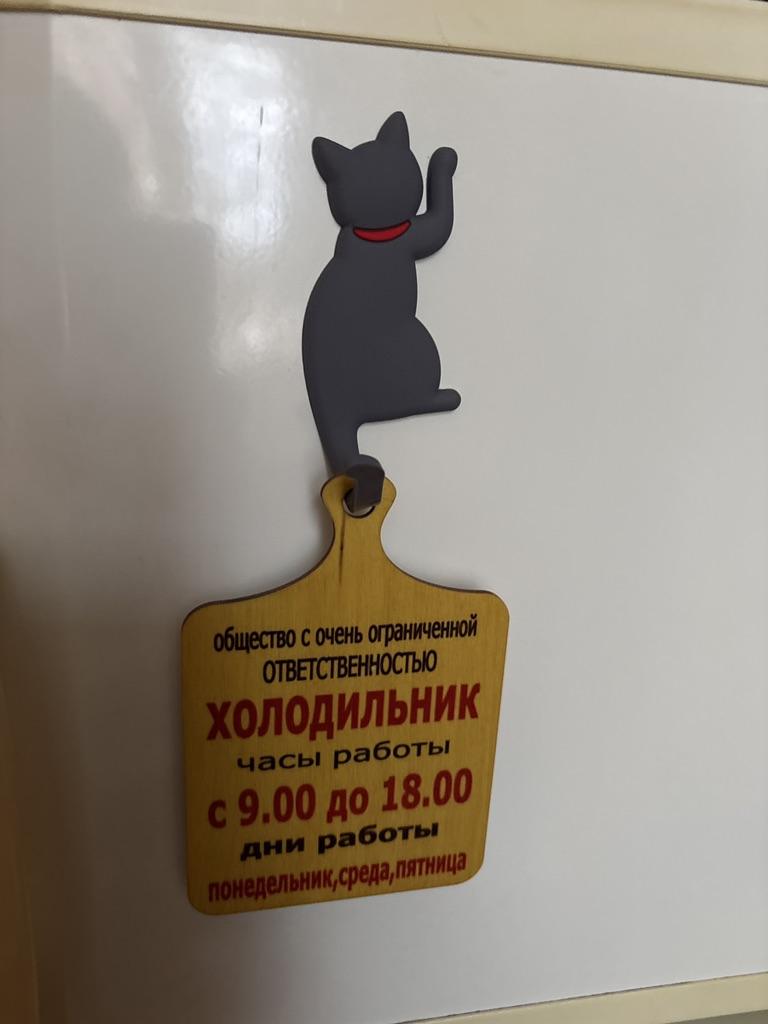 общество с очень ограниченной
ОТВЕТСТВЕННОСТЬЮ
ХОЛОДИЛЬНИК
часы работы
с 9.00 до 18.00
дни работы
понедельник,среда,пятница